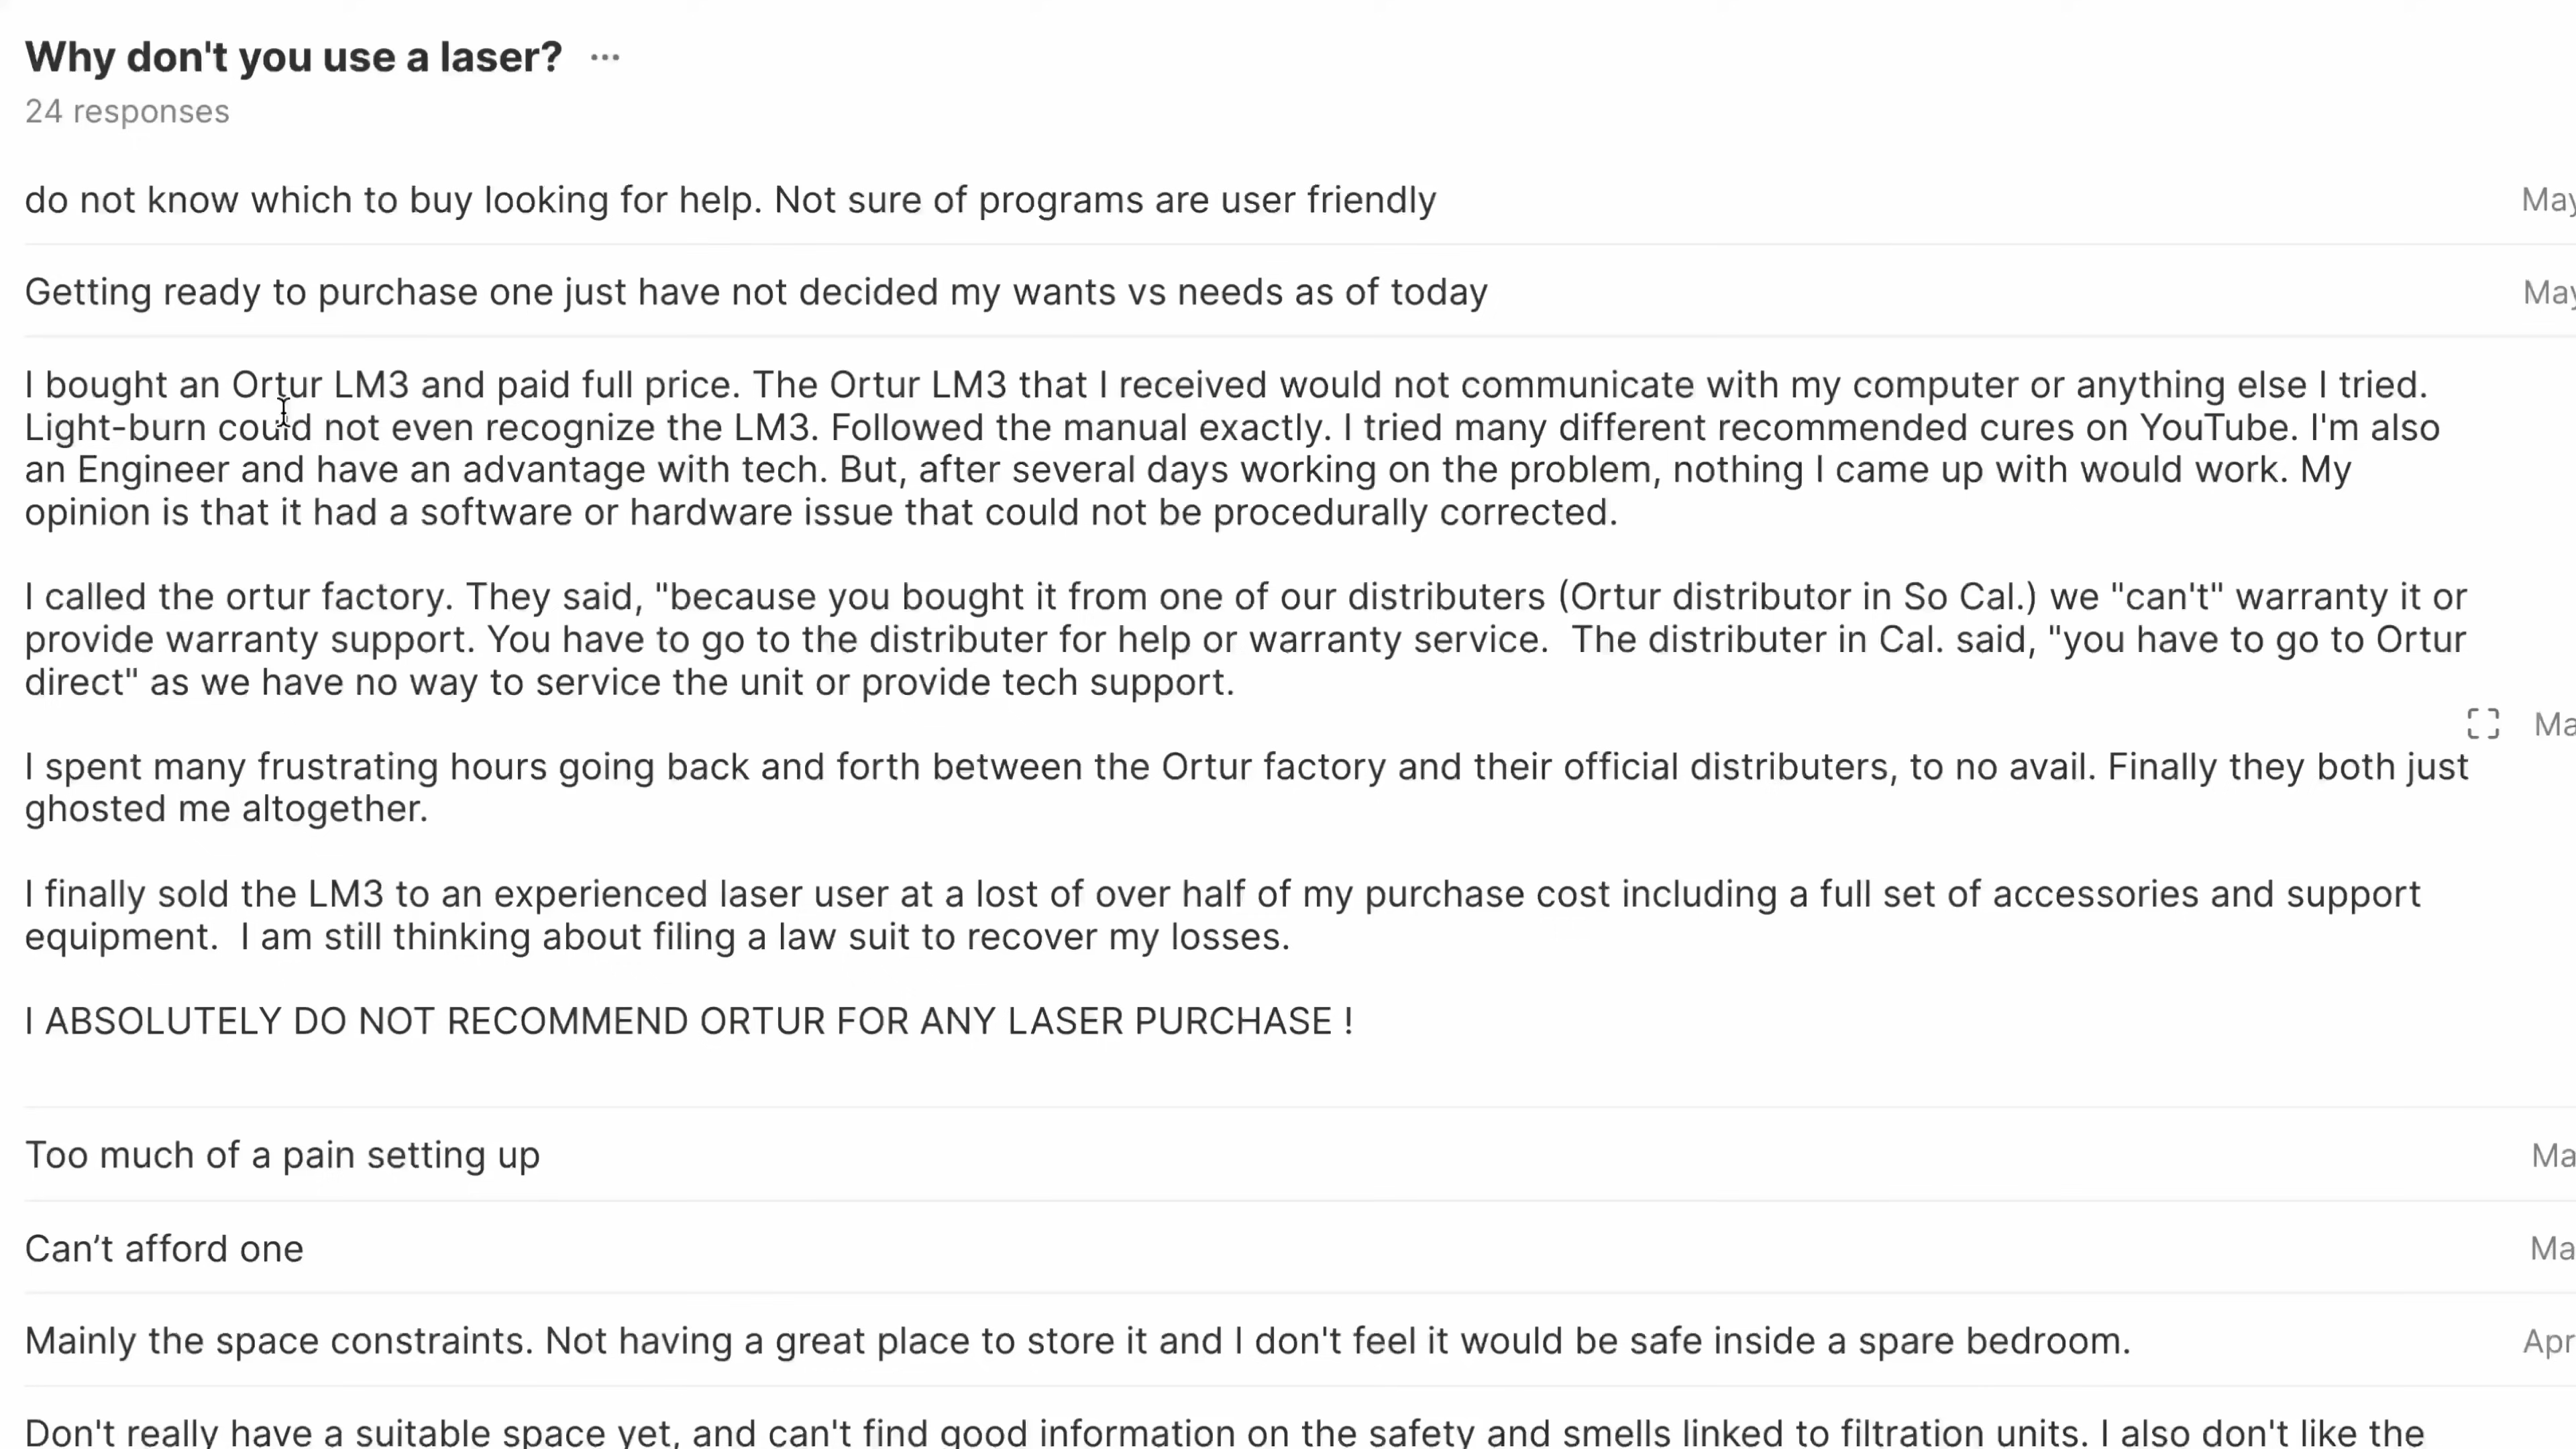 Why don't you use a laser? ...
24 responses
do not know which to buy looking for help. Not sure of programs are user friendly
May
Getting ready to purchase one just have not decided my wants vs needs as of today
May
I bought an Ortur LM3 and paid full price. The Ortur LM3 that I received would not communicate with my computer or anything else I tried.
Light-burn could not even recognize the LM3. Followed the manual exactly. I tried many different recommended cures on YouTube. I'm also
an Engineer and have an advantage with tech. But, after several days working on the problem, nothing I came up with would work. My
opinion is that it had a software or hardware issue that could not be procedurally corrected.
I called the ortur factory. They said, "because you bought it from one of our distributers (Ortur distributor in So Cal.) we "can't" warranty it or
provide warranty support. You have to go to the distributer for help or warranty service.  The distributer in Cal. said, "you have to go to Ortur
direct" as we have no way to service the unit or provide tech support.
Ma
I spent many frustrating hours going back and forth between the Ortur factory and their official distributers, to no avail. Finally they both just
ghosted me altogether.
I finally sold the LM3 to an experienced laser user at a lost of over half of my purchase cost including a full set of accessories and support
equipment.  I am still thinking about filing a law suit to recover my losses.
I ABSOLUTELY DO NOT RECOMMEND ORTUR FOR ANY LASER PURCHASE !
Too much of a pain setting up
Ma
Can’t afford one
Ma
Mainly the space constraints. Not having a great place to store it and I don't feel it would be safe inside a spare bedroom.
Apr
Don't really have a suitable space yet, and can't find good information on the safety and smells linked to filtration units. I also don't like the